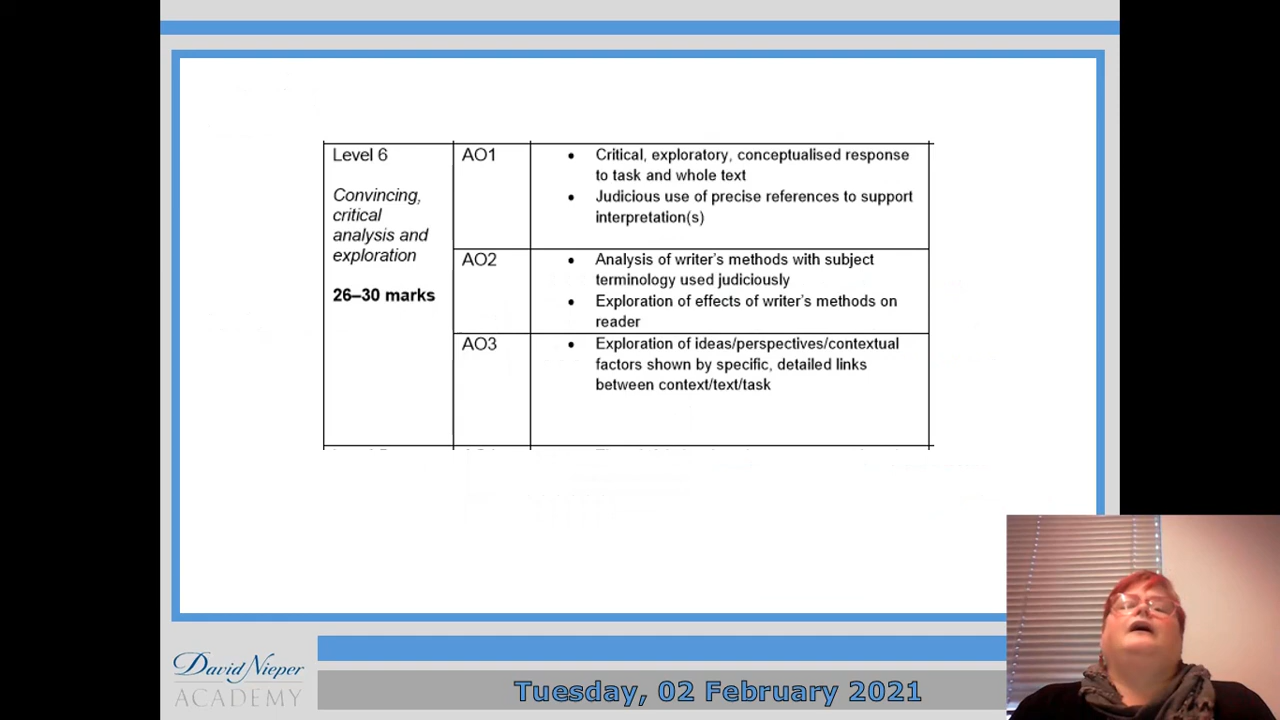 Level 6
Convincing,
critical
analysis and
exploration
26–30 marks
AO1
• Critical, exploratory, conceptualised response
to task and whole text
• Judicious use of precise references to support
interpretation(s)
AO2
• Analysis of writer's methods with subject
terminology used judiciously
• Exploration of effects of writer's methods on
reader
AO3
• Exploration of ideas/perspectives/contextual
factors shown by specific, detailed links
between context/text/task
David Nieper
ACADEMY
Tuesday, 02 February 2021